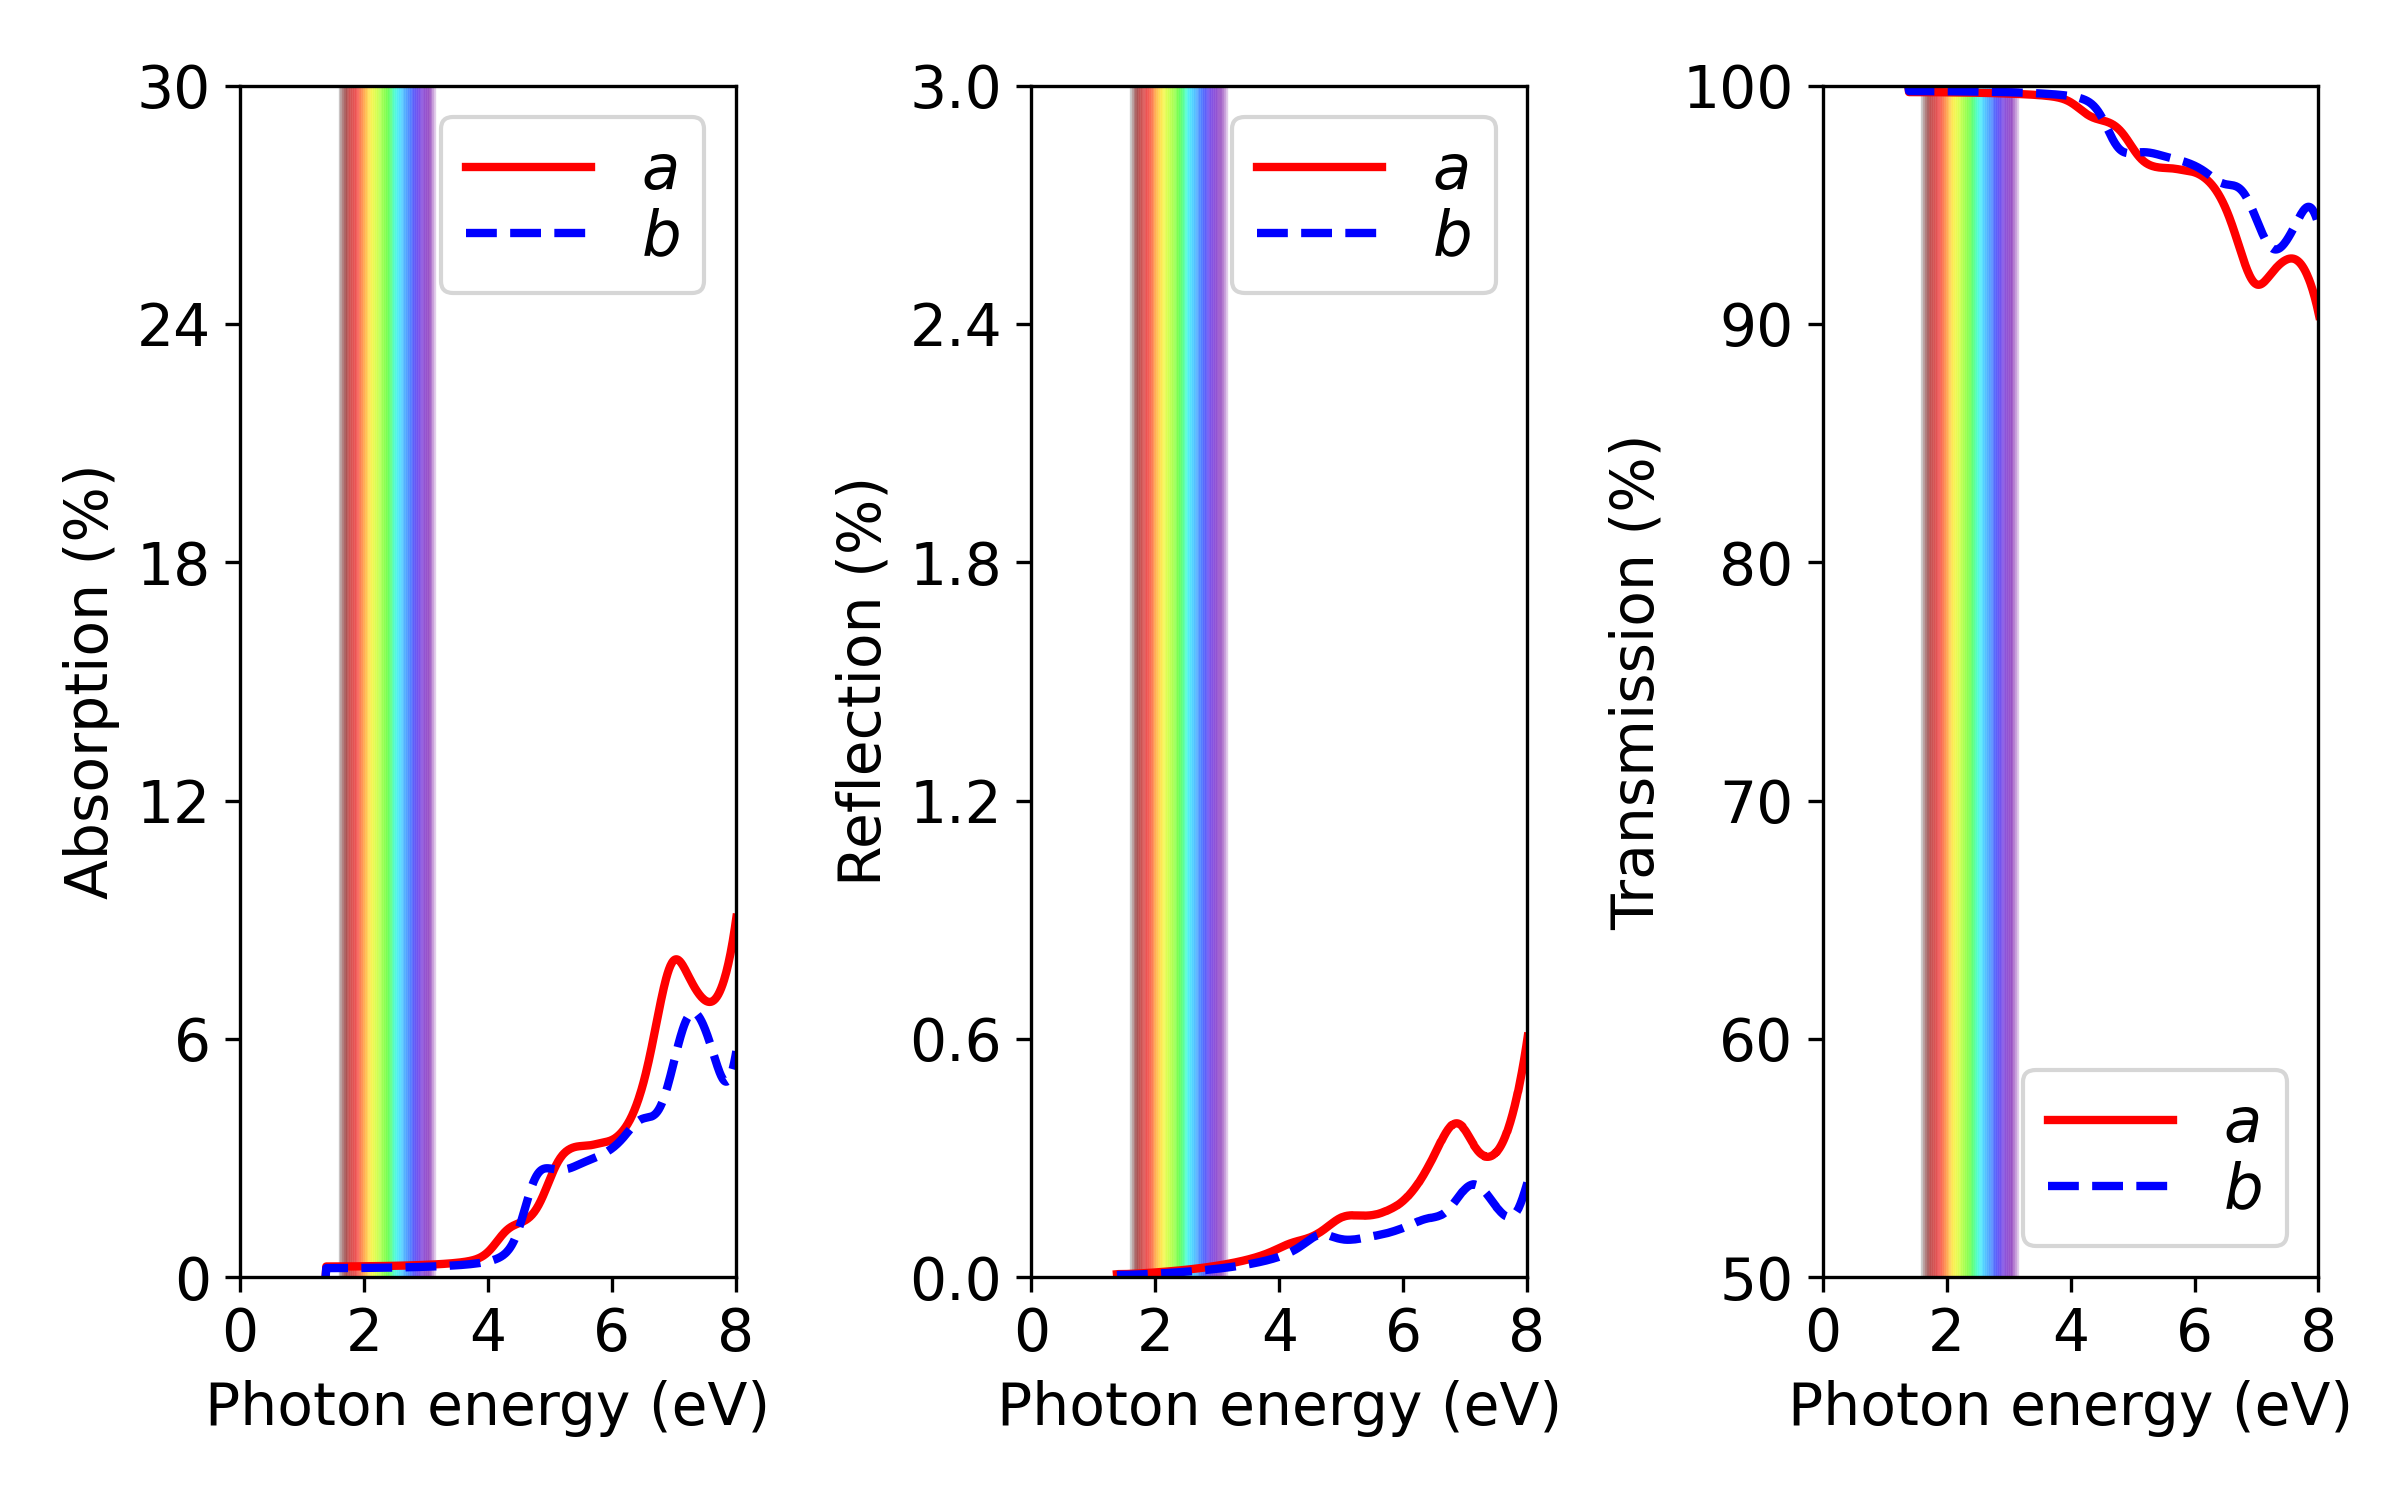 Absorption (%)
30
24
18
12
6
0
0 2 4 6 8
Photon energy (eV)
a
b
Reflection (%)
3.0
2.4
1.8
1.2
0.6
0.0
0 2 4 6 8
Photon energy (eV)
a
b
Transmission (%)
100
90
80
70
60
50
0 2 4 6 8
Photon energy (eV)
a
b